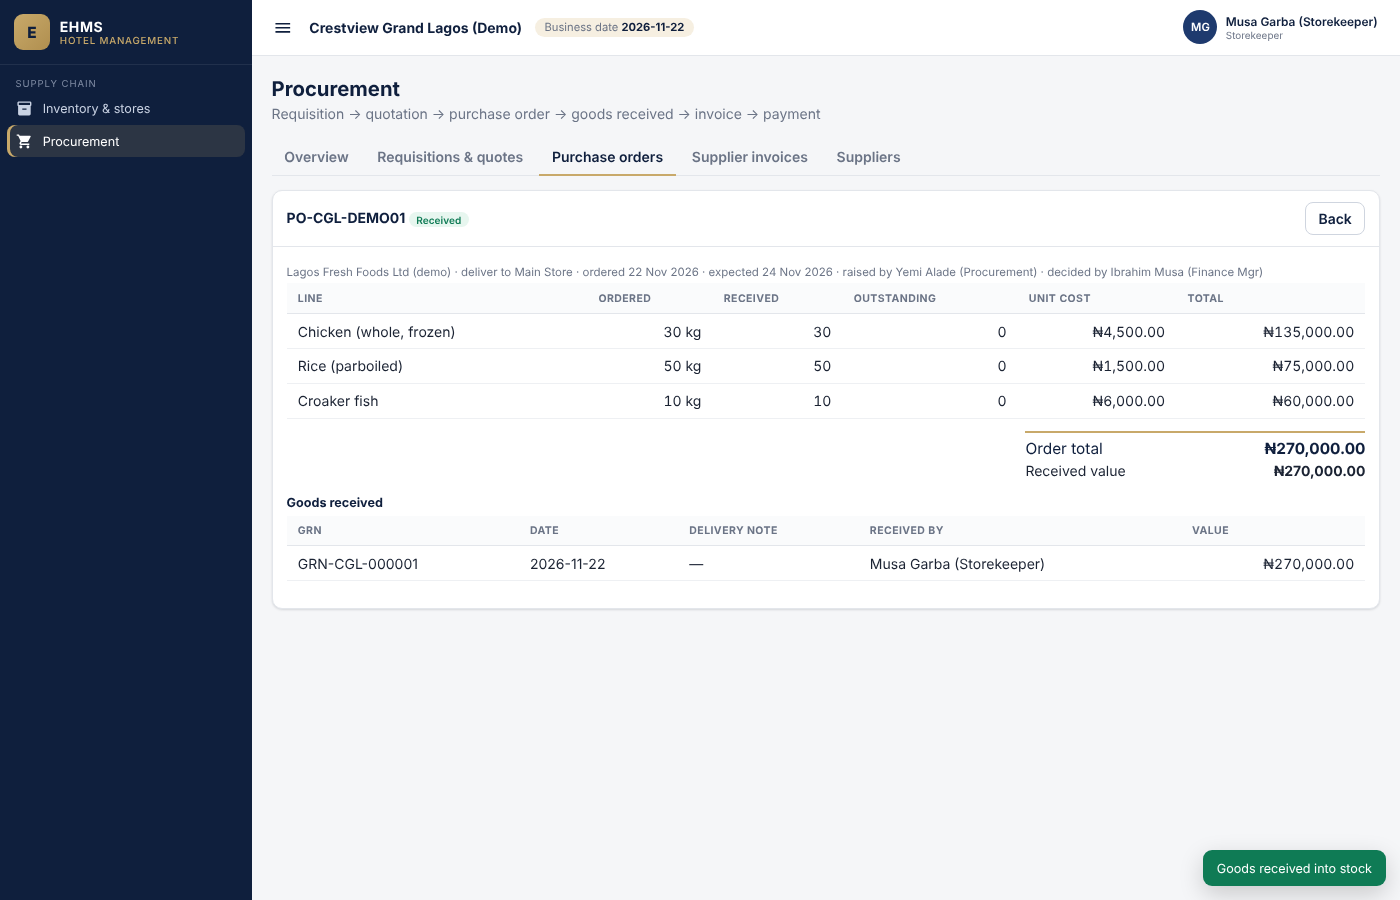 E
EHMS
HOTEL MANAGEMENT
SUPPLY CHAIN
Inventory & stores
Procurement
Crestview Grand Lagos (Demo) Business date 2026-11-22
MG Musa Garba (Storekeeper)
Storekeeper
Procurement
Requisition → quotation → purchase order → goods received → invoice → payment
Overview Requisitions & quotes Purchase orders Supplier invoices Suppliers
PO-CGL-DEMO01 Received Back
Lagos Fresh Foods Ltd (demo) · deliver to Main Store · ordered 22 Nov 2026 · expected 24 Nov 2026 · raised by Yemi Alade (Procurement) · decided by Ibrahim Musa (Finance Mgr)
LINE ORDERED RECEIVED OUTSTANDING UNIT COST TOTAL
Chicken (whole, frozen) 30 kg 30 0 ₦4,500.00 ₦135,000.00
Rice (parboiled) 50 kg 50 0 ₦1,500.00 ₦75,000.00
Croaker fish 10 kg 10 0 ₦6,000.00 ₦60,000.00
Order total ₦270,000.00
Received value ₦270,000.00
Goods received
GRN DATE DELIVERY NOTE RECEIVED BY VALUE
GRN-CGL-000001 2026-11-22 — Musa Garba (Storekeeper) ₦270,000.00
Goods received into stock